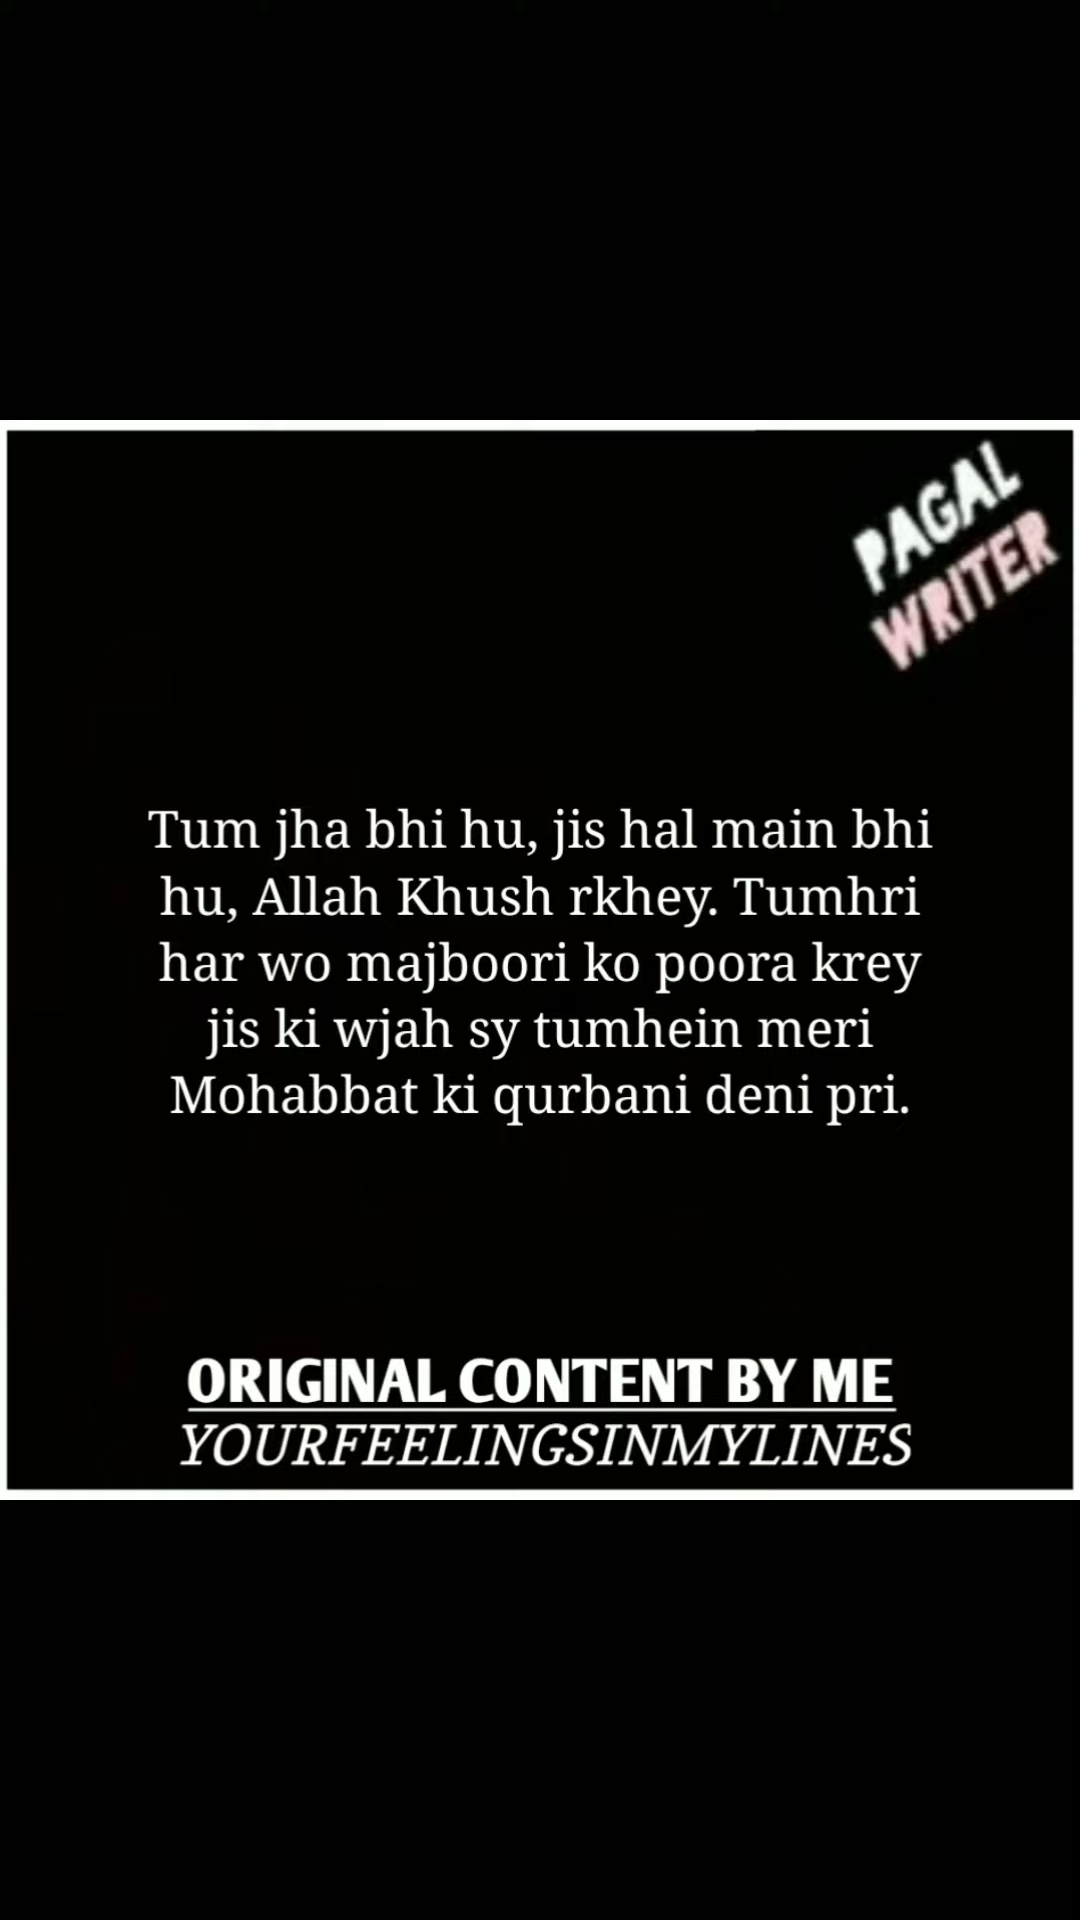 PAGAL
WRITER
Tum jha bhi hu, jis hal main bhi
hu, Allah Khush rkhey. Tumhri
har wo majboori ko poora krey
jis ki wjah sy tumhein meri
Mohabbat ki qurbani deni pri.
ORIGINAL CONTENT BY ME
YOURFEELINGSINMYLINES